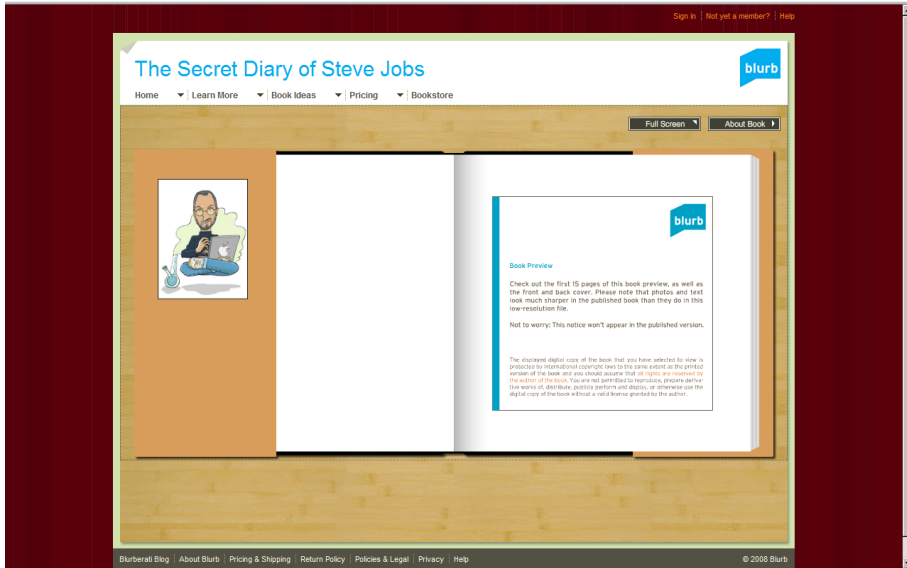 Sign in Not yet a member? Help
The Secret Diary of Steve Jobs
blurb
Home Learn More Book Ideas Pricing Bookstore
Full Screen About Book
blurb
Book Preview
Check out the first 15 pages of this book preview, as well as
the front and back cover. Please note that photos and text
look much sharper in the published book than they do in this
low-resolution file.
Not to worry: This notice won't appear in the published version.
The displayed digital copy of the book that you have selected to view is
protected by international copyright laws to the same extent as the printed
version of the book and you should assume that all rights are reserved by
the author of the book. You are not permitted to reproduce, prepare deriva-
tive works of, distribute, publicly perform and display, or otherwise use the
digital copy of the book without a valid license granted by the author.
Blurberati Blog About Blurb Pricing & Shipping Return Policy Policies & Legal Privacy Help
© 2008 Blurb